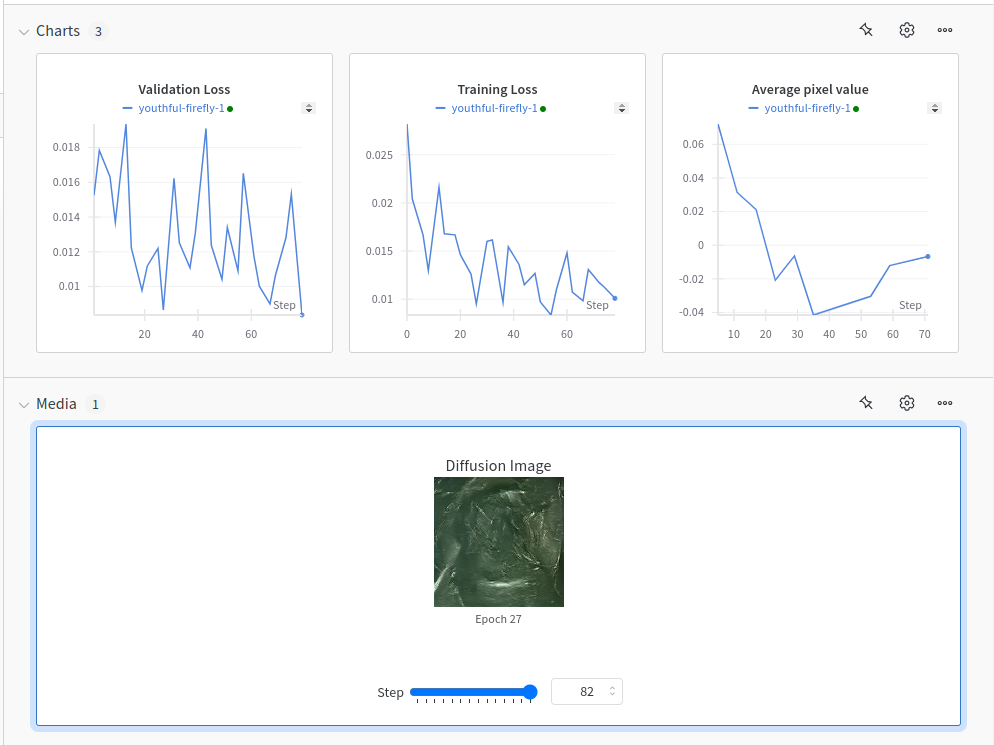 Charts 3
Validation Loss
youthful-firefly-1
0.018
0.016
0.014
0.012
0.01
Step
20 40 60
Training Loss
youthful-firefly-1
0.025
0.02
0.015
0.01
Step
0 20 40 60
Average pixel value
youthful-firefly-1
0.06
0.04
0.02
0
-0.02
-0.04
Step
10 20 30 40 50 60 70
Media 1
Diffusion Image
Epoch 27
Step 82